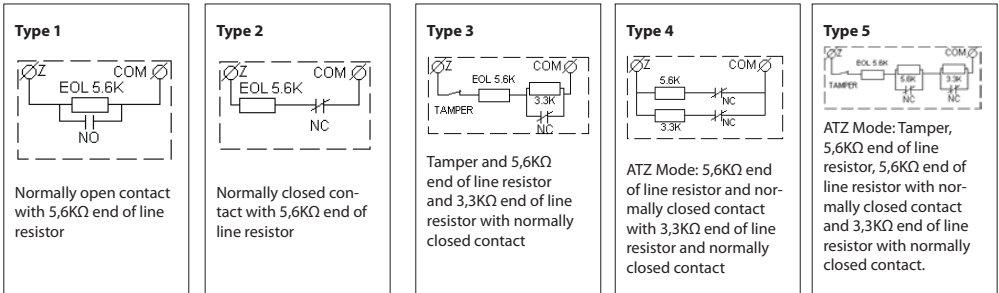 Type 1
Z COM
EOL 5.6K
NO
Normally open contact
with 5,6KΩ end of line
resistor
Type 2
Z COM
EOL 5.6K
NC
Normally closed con-
tact with 5,6KΩ end of
line resistor
Type 3
Z COM
EOL 5.6K
TAMPER
3.3K
NC
Tamper and 5,6KΩ
end of line resistor
and 3,3KΩ end of line
resistor with normally
closed contact
Type 4
Z COM
5.6K
NC
3.3K
NC
ATZ Mode: 5,6KΩ end
of line resistor and nor-
mally closed contact
with 3,3KΩ end of line
resistor and normally
closed contact
Type 5
Z COM
EOL 5.6K
TAMPER
5.6K 3.3K
NC NC
ATZ Mode: Tamper,
5,6KΩ end of line
resistor, 5,6KΩ end of
line resistor with nor-
mally closed contact
and 3,3KΩ end of line
resistor with normally
closed contact.